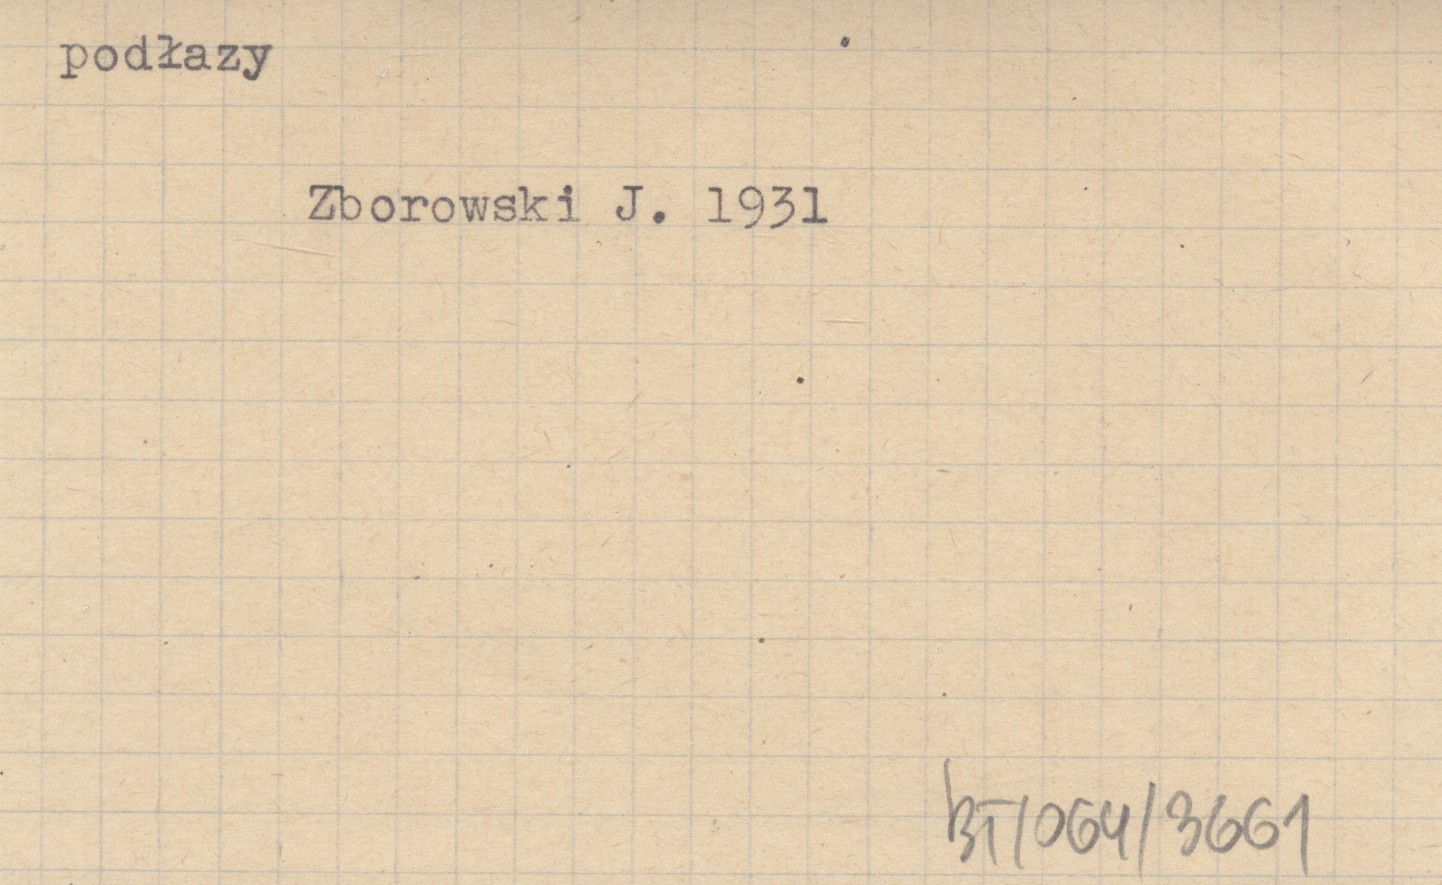 podłazy
Zborowski J. 1931
BT/064/3661